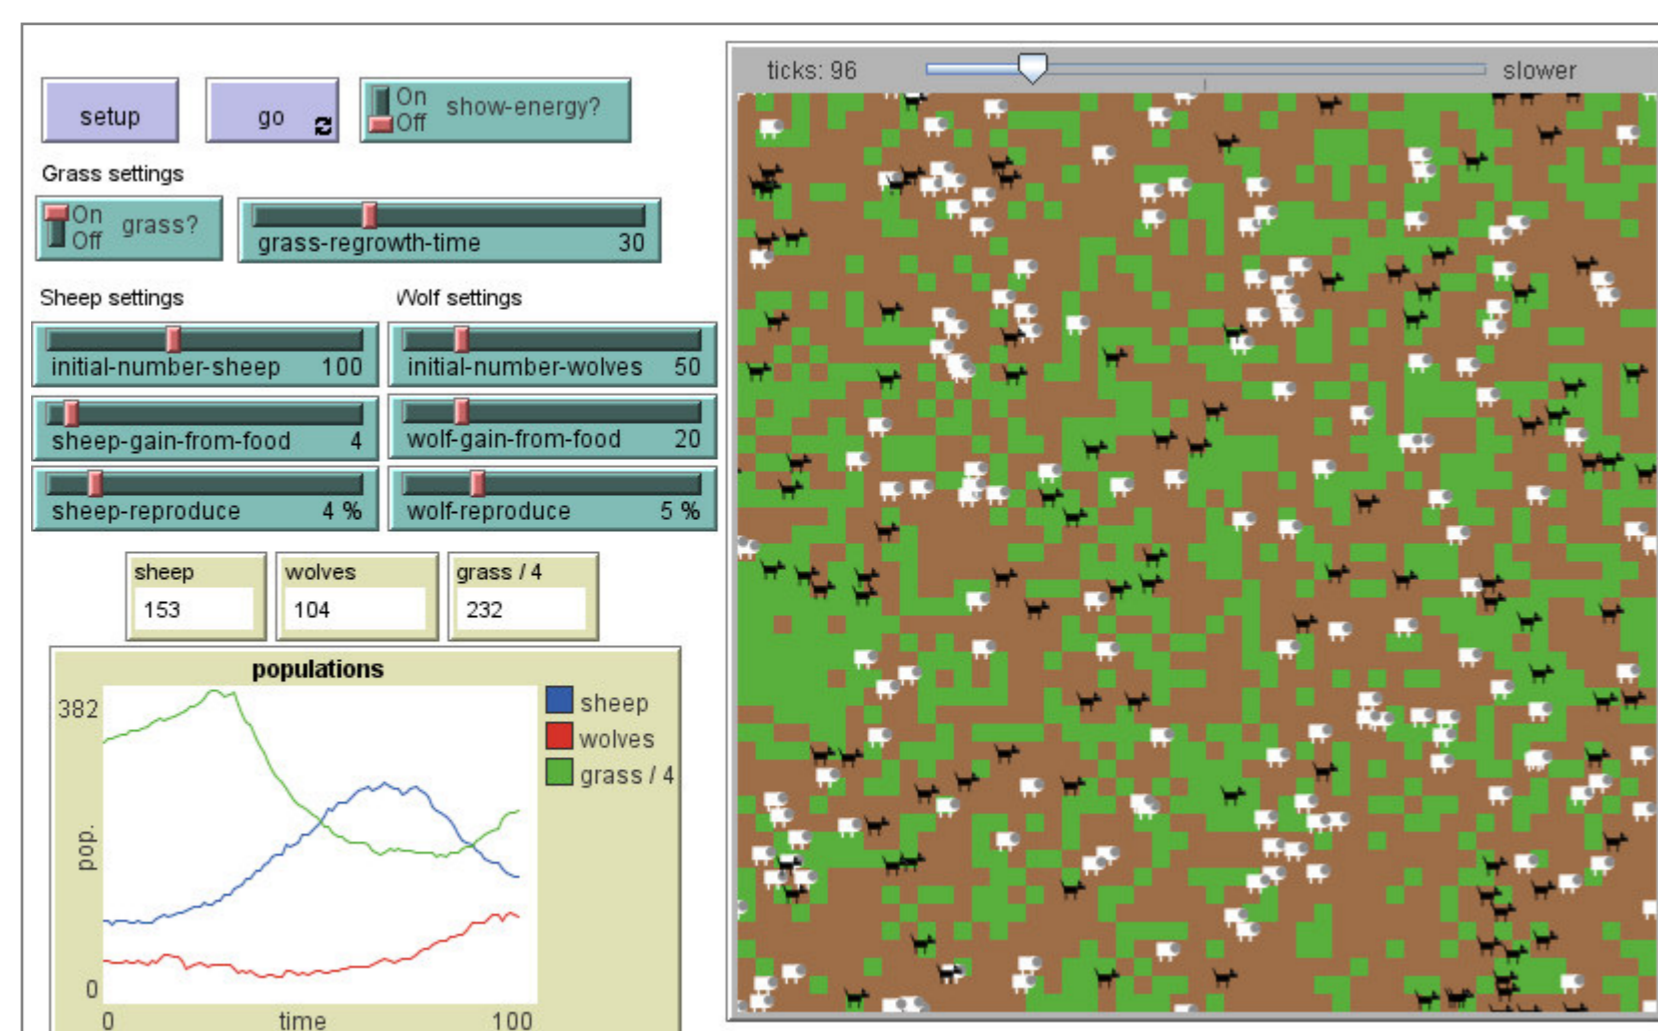 ticks: 96
slower
setup
go
On
Off
show-energy?
Grass settings
On
Off
grass?
grass-regrowth-time 30
Sheep settings
Wolf settings
initial-number-sheep 100
initial-number-wolves 50
sheep-gain-from-food 4
wolf-gain-from-food 20
sheep-reproduce 4 %
wolf-reproduce 5 %
sheep
153
wolves
104
grass / 4
232
populations
382
pop.
0
0
time
100
sheep
wolves
grass / 4